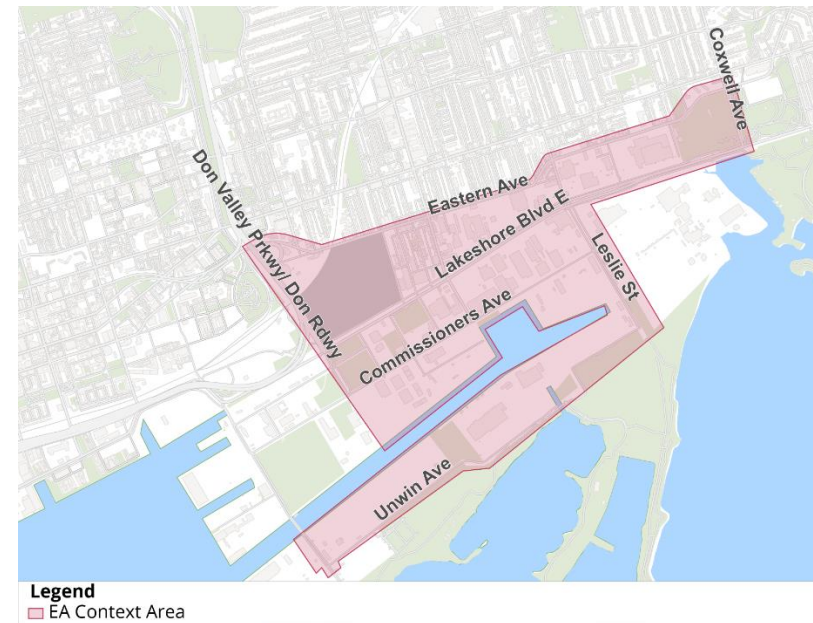 Coxwell Ave
Don Valley Prkwy/ Don Rdwy
Eastern Ave
Lakeshore Blvd E
Leslie St
Commissioners Ave
Unwin Ave
Legend
EA Context Area